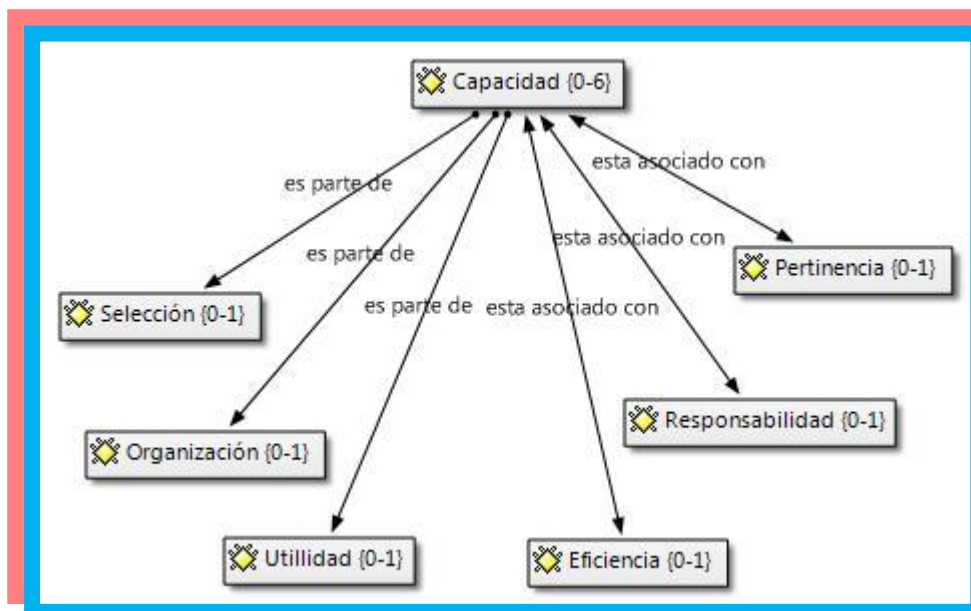 Capacidad {0-6}
esta asociado con
es parte de
esta asociado con
es parte de
Pertinencia {0-1}
es parte de
esta asociado con
Selección {0-1}
Responsabilidad {0-1}
Organización {0-1}
Utillidad {0-1}
Eficiencia {0-1}